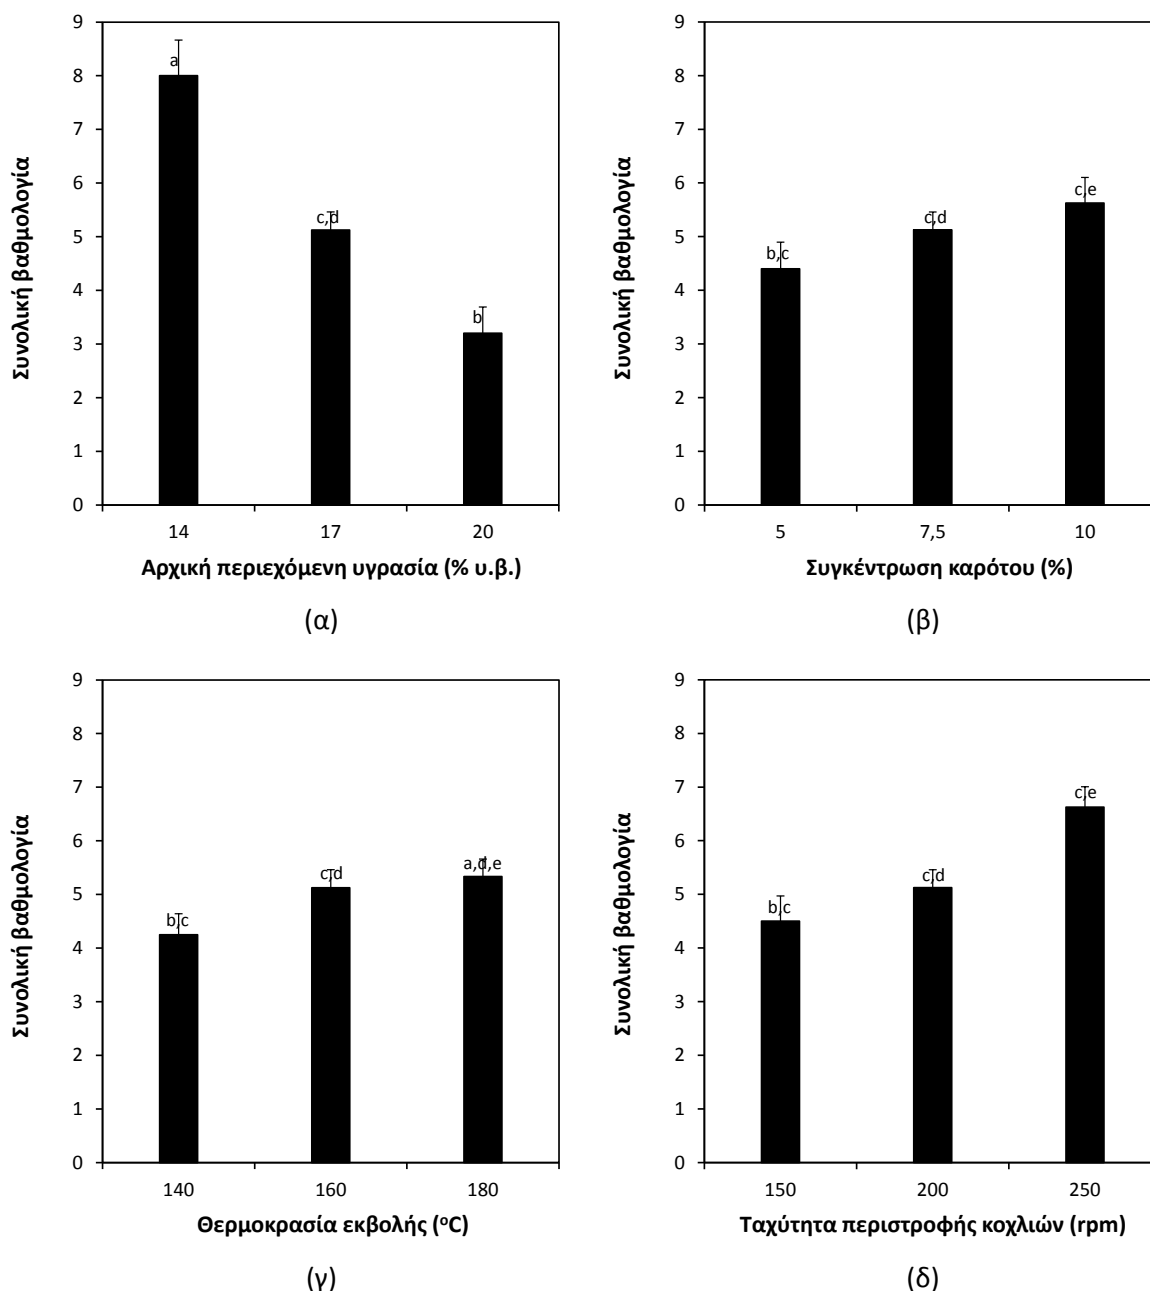 9
8
7
6
5
4
3
2
1
0
Συνολική βαθμολογία
a
c,d
b
14 17 20
Αρχική περιεχόμενη υγρασία (% υ.β.)
(α)
9
8
7
6
5
4
3
2
1
0
Συνολική βαθμολογία
b,c
c,d
c,e
5 7,5 10
Συγκέντρωση καρότου (%)
(β)
9
8
7
6
5
4
3
2
1
0
Συνολική βαθμολογία
b,c
c,d
a,d,e
140 160 180
Θερμοκρασία εκβολής (°C)
(γ)
9
8
7
6
5
4
3
2
1
0
Συνολική βαθμολογία
b,c
c,d
c,e
150 200 250
Ταχύτητα περιστροφής κοχλιών (rpm)
(δ)